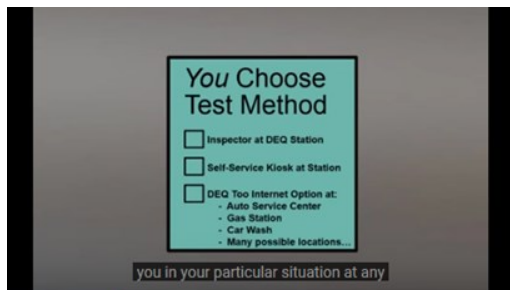 You Choose
Test Method
Inspector at DEQ Station
Self-Service Kiosk at Station
DEQ Too Internet Option at:
- Auto Service Center
- Gas Station
- Car Wash
- Many possible locations...
you in your particular situation at any